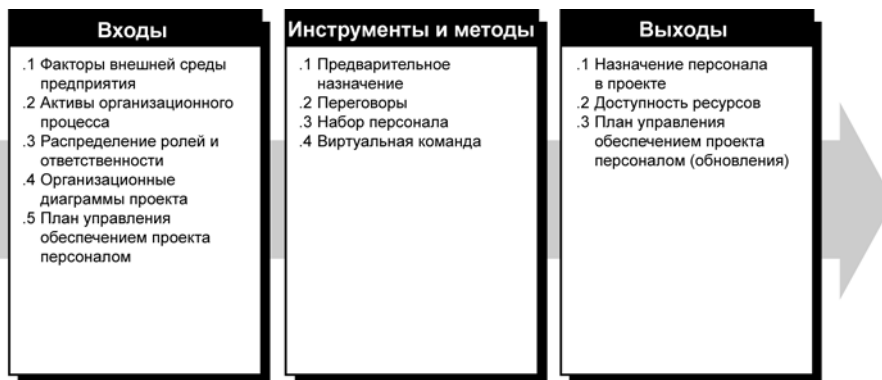 Входы
.1 Факторы внешней среды
предприятия
.2 Активы организационного
процесса
.3 Распределение ролей и
ответственности
.4 Организационные
диаграммы проекта
.5 План управления
обеспечением проекта
персоналом
Инструменты и методы
.1 Предварительное
назначение
.2 Переговоры
.3 Набор персонала
.4 Виртуальная команда
Выходы
.1 Назначение персонала
в проекте
.2 Доступность ресурсов
.3 План управления
обеспечением проекта
персоналом (обновления)